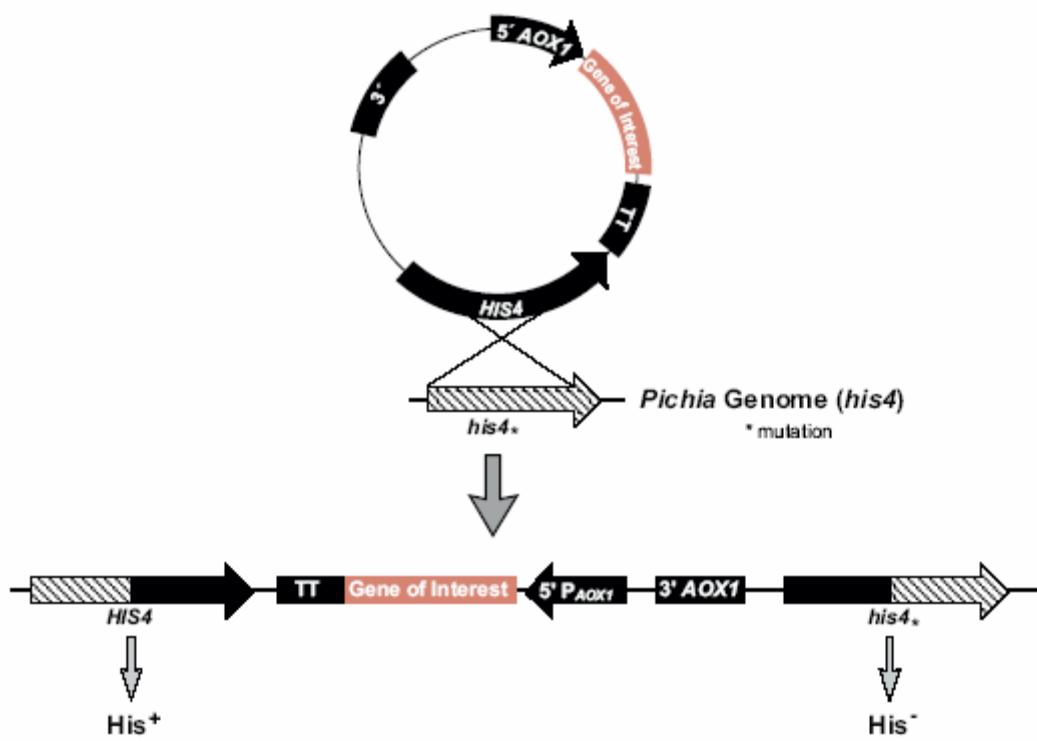 5´ AOX1
Gene of Interest
3´
TT
HIS4
Pichia Genome (his4)
his4*
* mutation
TT
Gene of Interest
5' PAOX1
3' AOX1
HIS4
his4*
His+
His-